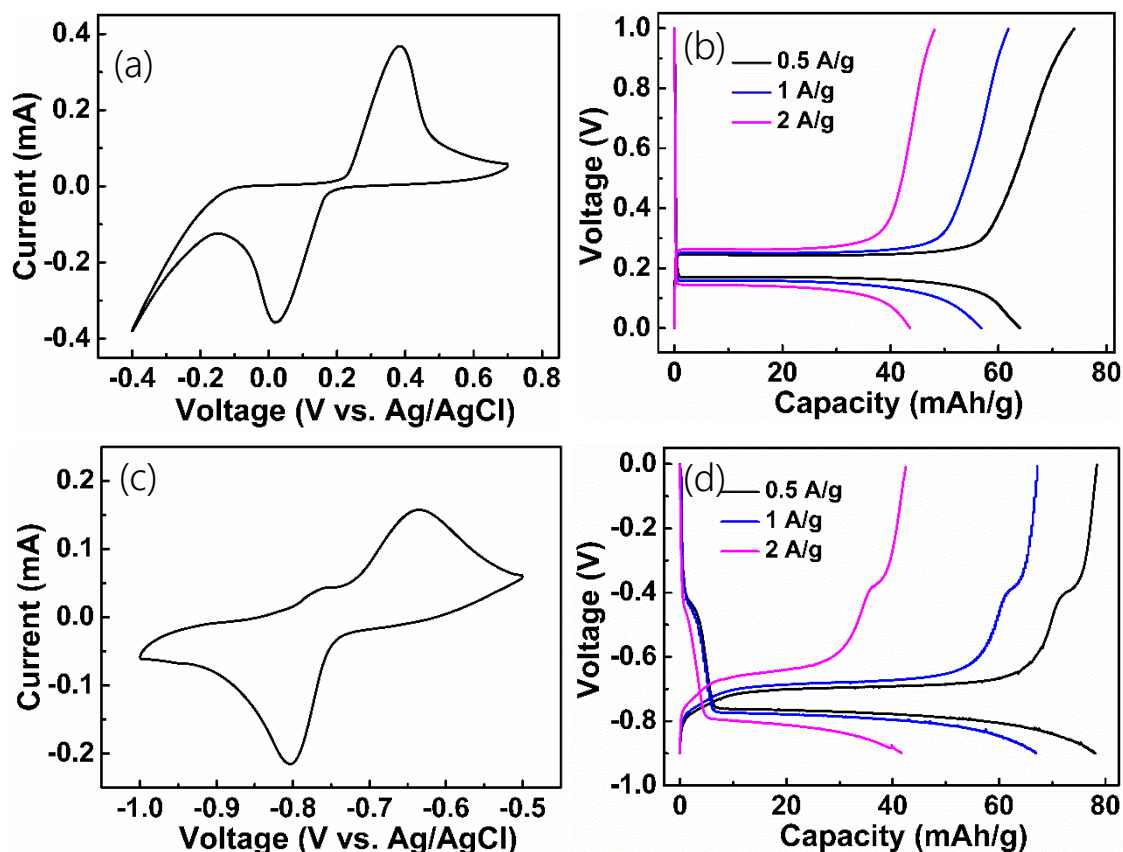 (a)
0.4
0.2
0.0
-0.2
-0.4
Current (mA)
-0.4 -0.2 0.0 0.2 0.4 0.6 0.8
Voltage (V vs. Ag/AgCl)
(b)
0.5 A/g
1 A/g
2 A/g
1.0
0.8
0.6
0.4
0.2
0.0
Voltage (V)
0 20 40 60 80
Capacity (mAh/g)
(c)
0.2
0.1
0.0
-0.1
-0.2
Current (mA)
-1.0 -0.9 -0.8 -0.7 -0.6 -0.5
Voltage (V vs. Ag/AgCl)
(d)
0.5 A/g
1 A/g
2 A/g
0.0
-0.2
-0.4
-0.6
-0.8
-1.0
Voltage (V)
0 20 40 60 80
Capacity (mAh/g)